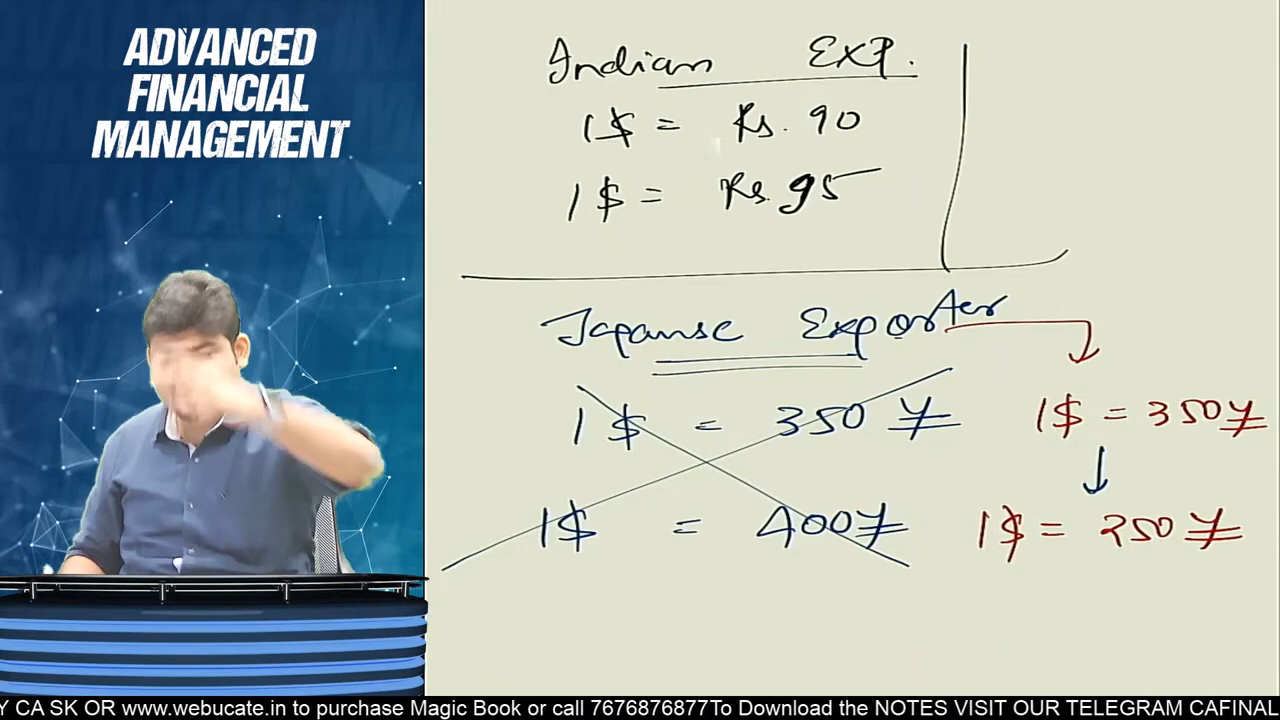 ADVANCED
FINANCIAL
MANAGEMENT
Indian Exp.
1$ = Rs. 90
1$ = Rs. 95
Japanse Exporter
1$ = 350 ¥
1$ = 400¥
1$ = 350¥
1$ = 250 ¥
Y CA SK OR www.webucate.in to purchase Magic Book or call 7676876877To Download the NOTES VISIT OUR TELEGRAM CAFINAL